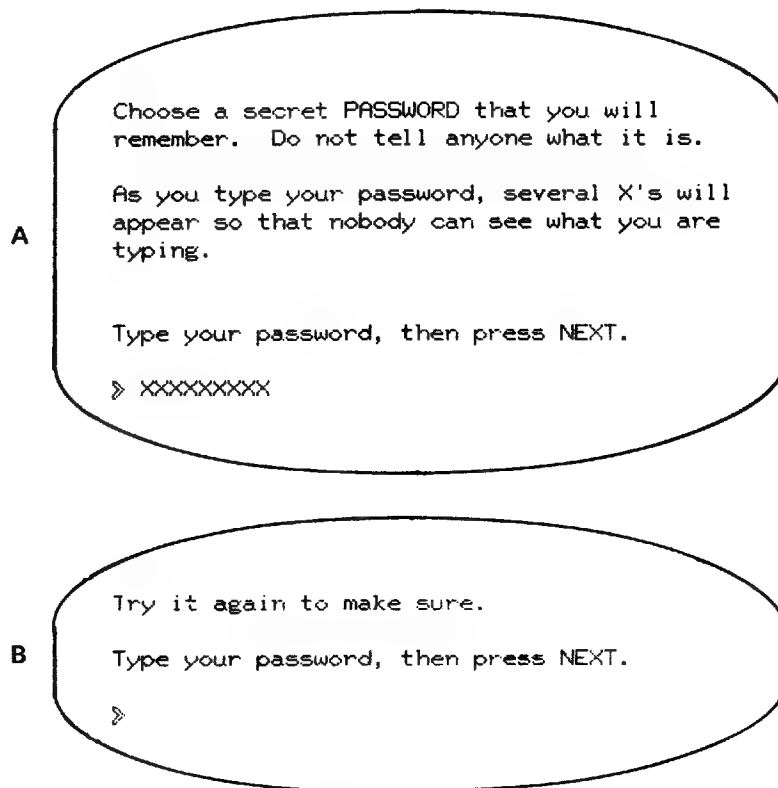 Choose a secret PASSWORD that you will
remember. Do not tell anyone what it is.
As you type your password, several X's will
appear so that nobody can see what you are
typing.
A
Type your password, then press NEXT.
> XXXXXXXXX
Try it again to make sure.
B
Type your password, then press NEXT.
>